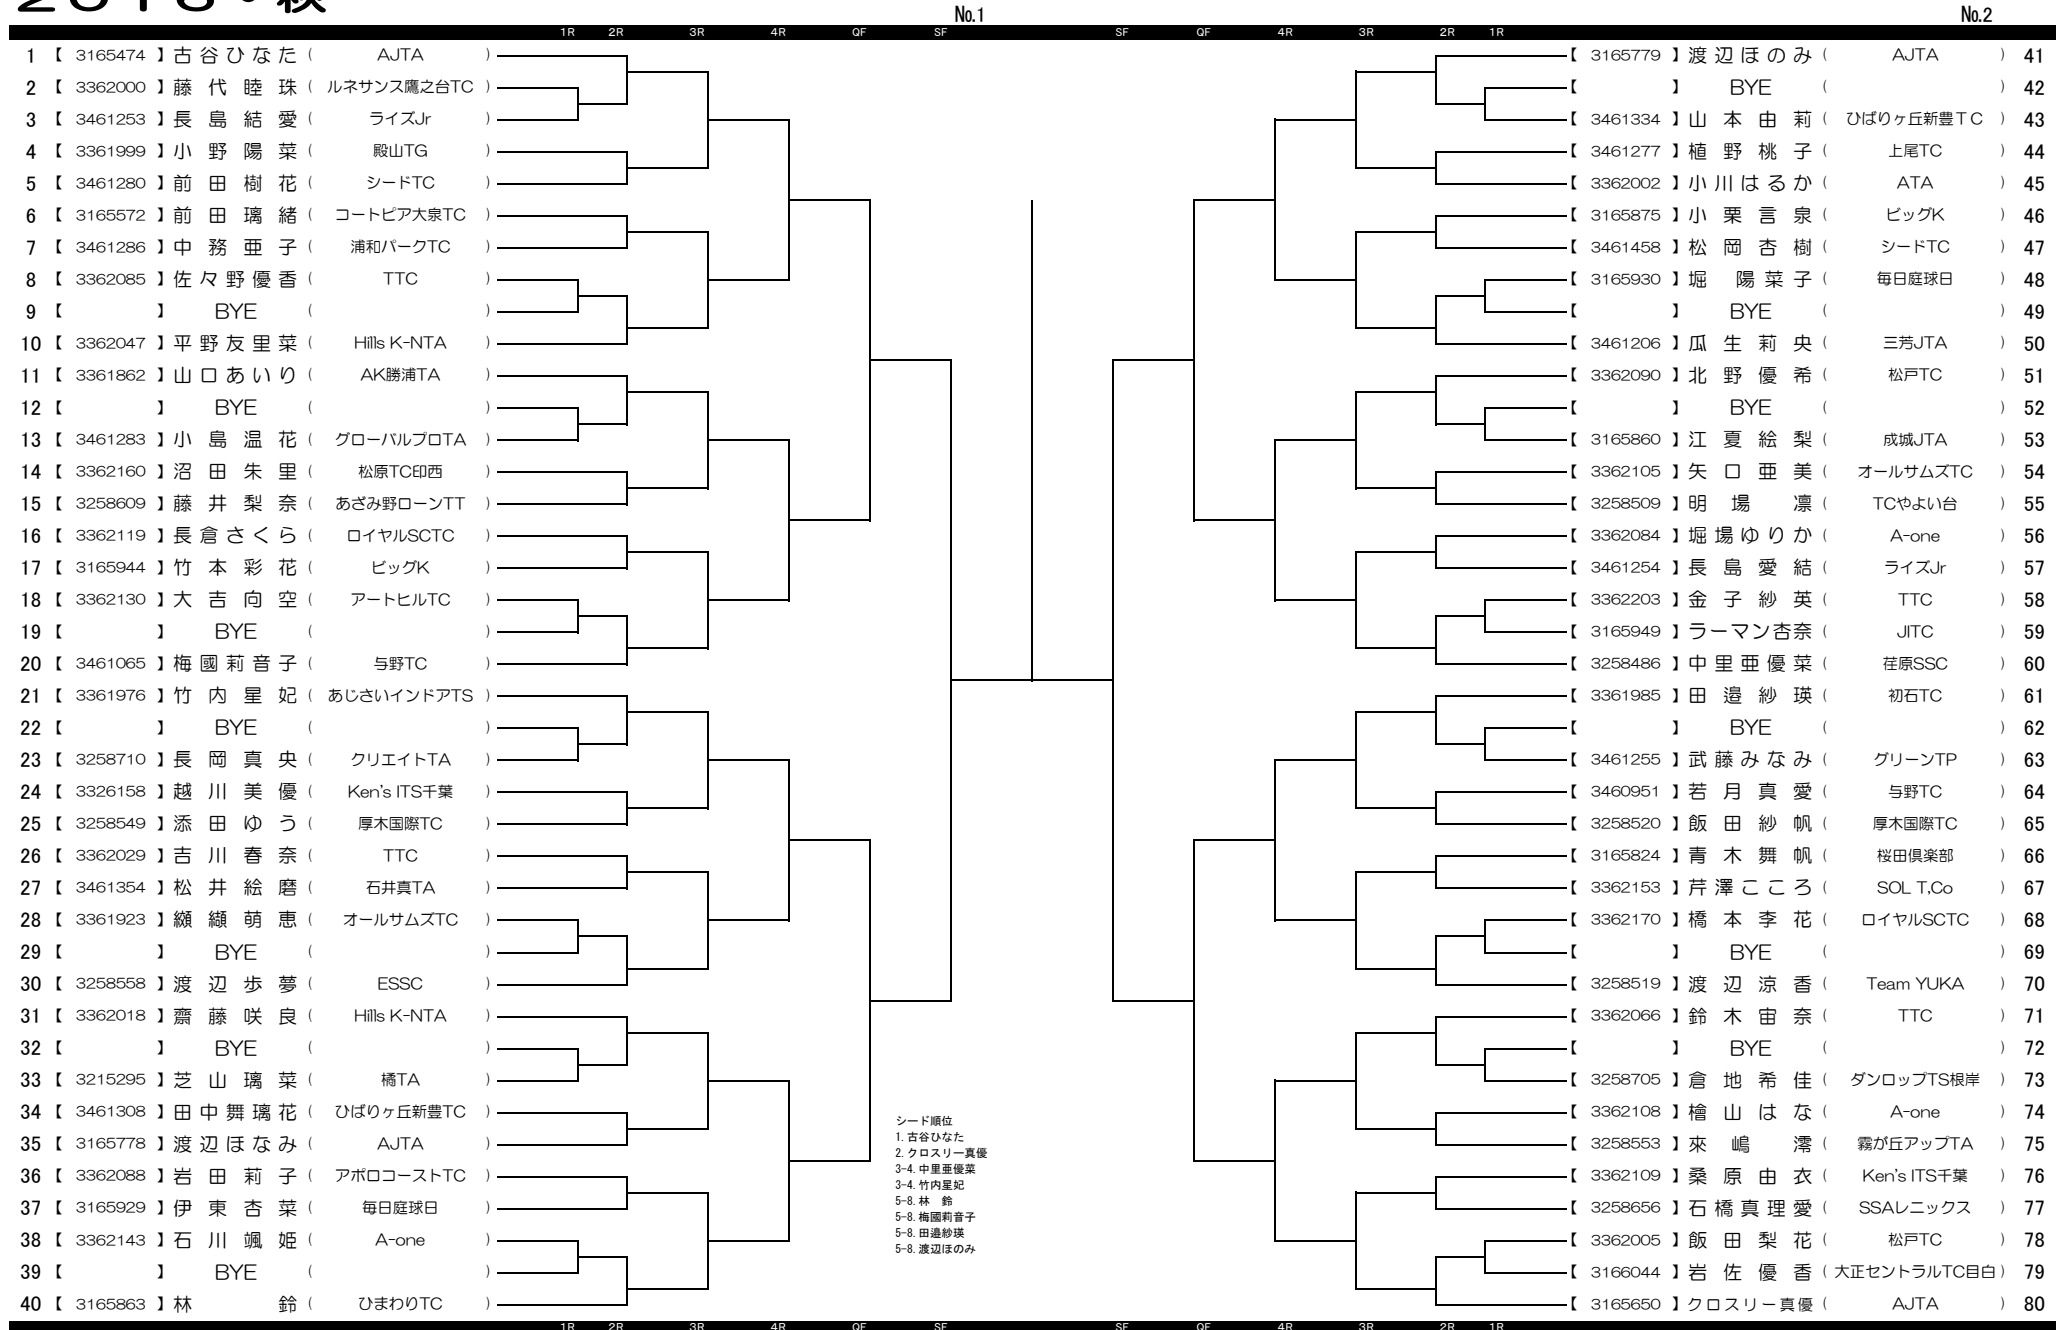 No.1 No.2
1R 2R 3R 4R QF SF SF QF 4R 3R 2R 1R
1 【 3165474 】 古谷ひなた ( AJTA )
2 【 3362000 】 藤代睦珠 ( ルネサンス鷹之台TC )
3 【 3461253 】 長島結愛 ( ライズJr )
4 【 3361999 】 小野陽菜 ( 殿山TG )
5 【 3461280 】 前田樹花 ( シードTC )
6 【 3165572 】 前田璃緒 ( コートピア大泉TC )
7 【 3461286 】 中務亜子 ( 浦和パークTC )
8 【 3362085 】 佐々野優香 ( TTC )
9 【 】 BYE ( )
10 【 3362047 】 平野友里菜 ( Hills K-NTA )
11 【 3361862 】 山口あいり ( AK勝浦TA )
12 【 】 BYE ( )
13 【 3461283 】 小島温花 ( グローバルプロTA )
14 【 3362160 】 沼田朱里 ( 松原TC印西 )
15 【 3258609 】 藤井梨奈 ( あざみ野ローンTT )
16 【 3362119 】 長倉さくら ( ロイヤルSCTC )
17 【 3165944 】 竹本彩花 ( ビッグK )
18 【 3362130 】 大吉向空 ( アートヒルTC )
19 【 】 BYE ( )
20 【 3461065 】 梅國莉音子 ( 与野TC )
21 【 3361976 】 竹内星妃 ( あじさいインドアTS )
22 【 】 BYE ( )
23 【 3258710 】 長岡真央 ( クリエイトTA )
24 【 3326158 】 越川美優 ( Ken's ITS千葉 )
25 【 3258549 】 添田ゆう ( 厚木国際TC )
26 【 3362029 】 吉川春奈 ( TTC )
27 【 3461354 】 松井絵磨 ( 石井真TA )
28 【 3361923 】 纐纈萌恵 ( オールサムズTC )
29 【 】 BYE ( )
30 【 3258558 】 渡辺歩夢 ( ESSC )
31 【 3362018 】 齋藤咲良 ( Hills K-NTA )
32 【 】 BYE ( )
33 【 3215295 】 芝山璃菜 ( 橘TA )
34 【 3461308 】 田中舞璃花 ( ひばりヶ丘新豊TC )
35 【 3165778 】 渡辺ほなみ ( AJTA )
36 【 3362088 】 岩田莉子 ( アポロコーストTC )
37 【 3165929 】 伊東杏菜 ( 毎日庭球日 )
38 【 3362143 】 石川颯姫 ( A-one )
39 【 】 BYE ( )
40 【 3165863 】 林 鈴 ( ひまわりTC )
シード順位
1. 古谷ひなた
2. クロスリー真優
3-4. 中里亜優菜
3-4. 竹内星妃
5-8. 林 鈴
5-8. 梅國莉音子
5-8. 田邉紗瑛
5-8. 渡辺ほのみ
【 3165779 】 渡辺ほのみ ( AJTA ) 41
【 】 BYE ( ) 42
【 3461334 】 山本由莉 ( ひばりヶ丘新豊ＴＣ ) 43
【 3461277 】 植野桃子 ( 上尾TC ) 44
【 3362002 】 小川はるか ( ATA ) 45
【 3165875 】 小栗言泉 ( ビッグK ) 46
【 3461458 】 松岡杏樹 ( シードTC ) 47
【 3165930 】 堀 陽菜子 ( 毎日庭球日 ) 48
【 】 BYE ( ) 49
【 3461206 】 瓜生莉央 ( 三芳JTA ) 50
【 3362090 】 北野優希 ( 松戸TC ) 51
【 】 BYE ( ) 52
【 3165860 】 江夏絵梨 ( 成城JTA ) 53
【 3362105 】 矢口亜美 ( オールサムズTC ) 54
【 3258509 】 明場 凛 ( TCやよい台 ) 55
【 3362084 】 堀場ゆりか ( A-one ) 56
【 3461254 】 長島愛結 ( ライズJr ) 57
【 3362203 】 金子紗英 ( TTC ) 58
【 3165949 】 ラーマン杏奈 ( JITC ) 59
【 3258486 】 中里亜優菜 ( 荏原SSC ) 60
【 3361985 】 田邉紗瑛 ( 初石TC ) 61
【 】 BYE ( ) 62
【 3461255 】 武藤みなみ ( グリーンTP ) 63
【 3460951 】 若月真愛 ( 与野TC ) 64
【 3258520 】 飯田紗帆 ( 厚木国際TC ) 65
【 3165824 】 青木舞帆 ( 桜田倶楽部 ) 66
【 3362153 】 芹澤こころ ( SOL T,Co ) 67
【 3362170 】 橋本李花 ( ロイヤルSCTC ) 68
【 】 BYE ( ) 69
【 3258519 】 渡辺涼香 ( Team YUKA ) 70
【 3362066 】 鈴木宙奈 ( TTC ) 71
【 】 BYE ( ) 72
【 3258705 】 倉地希佳 ( ダンロップTS根岸 ) 73
【 3362108 】 檜山はな ( A-one ) 74
【 3258553 】 來嶋 澪 ( 霧が丘アップTA ) 75
【 3362109 】 桑原由衣 ( Ken's ITS千葉 ) 76
【 3258656 】 石橋真理愛 ( SSAレニックス ) 77
【 3362005 】 飯田梨花 ( 松戸TC ) 78
【 3166044 】 岩佐優香 ( 大正セントラルTC目白 ) 79
【 3165650 】 クロスリー真優 ( AJTA ) 80
1R 2R 3R 4R QF SF SF QF 4R 3R 2R 1R